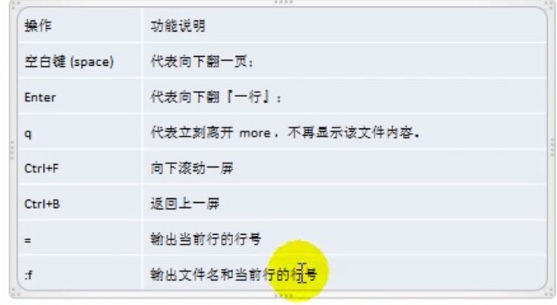 操作 功能说明
空白键 (space) 代表向下翻一页；
Enter 代表向下翻『一行』；
q 代表立刻离开 more ，不再显示该文件内容。
Ctrl+F 向下滚动一屏
Ctrl+B 返回上一屏
= 输出当前行的行号
:f 输出文件名和当前行的行号